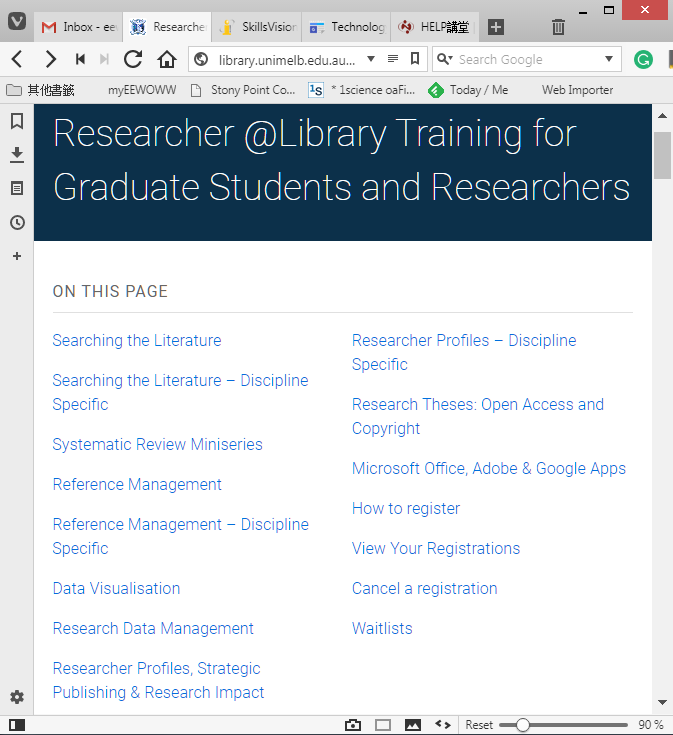 Inbox - ee
Researcher
SkillsVision
Technolog
HELP講堂
library.unimelb.edu.au...
Search Google
其他書籤
myEEWOWW
Stony Point Co...
* 1science oaFi...
Today / Me
Web Importer
Researcher @Library Training for
Graduate Students and Researchers
ON THIS PAGE
Searching the Literature
Searching the Literature – Discipline
Specific
Systematic Review Miniseries
Reference Management
Reference Management – Discipline
Specific
Data Visualisation
Research Data Management
Researcher Profiles, Strategic
Publishing & Research Impact
Researcher Profiles – Discipline
Specific
Research Theses: Open Access and
Copyright
Microsoft Office, Adobe & Google Apps
How to register
View Your Registrations
Cancel a registration
Waitlists
Reset
90 %